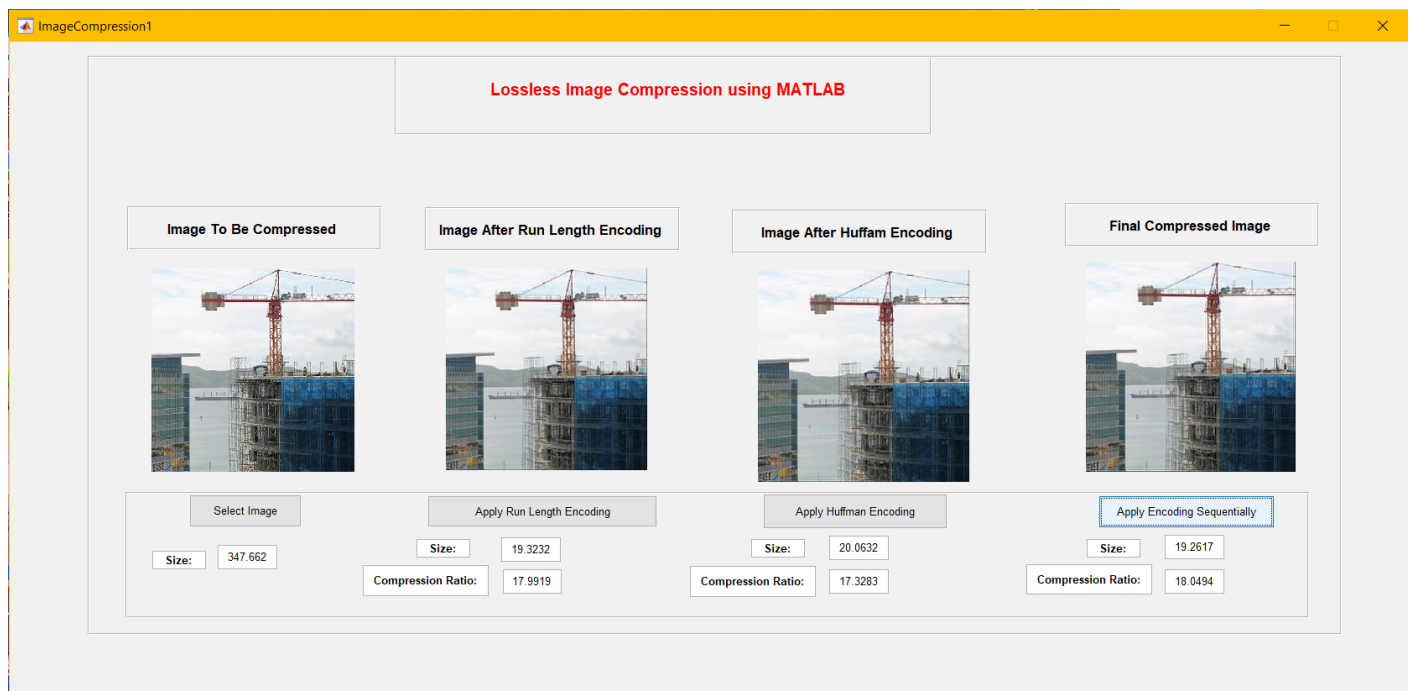 ImageCompression1
Lossless Image Compression using MATLAB
Image To Be Compressed
Image After Run Length Encoding
Image After Huffam Encoding
Final Compressed Image
Select Image
Apply Run Length Encoding
Apply Huffman Encoding
Apply Encoding Sequentially
Size: 347.662
Size: 19.3232
Size: 20.0632
Size: 19.2617
Compression Ratio: 17.9919
Compression Ratio: 17.3283
Compression Ratio: 18.0494